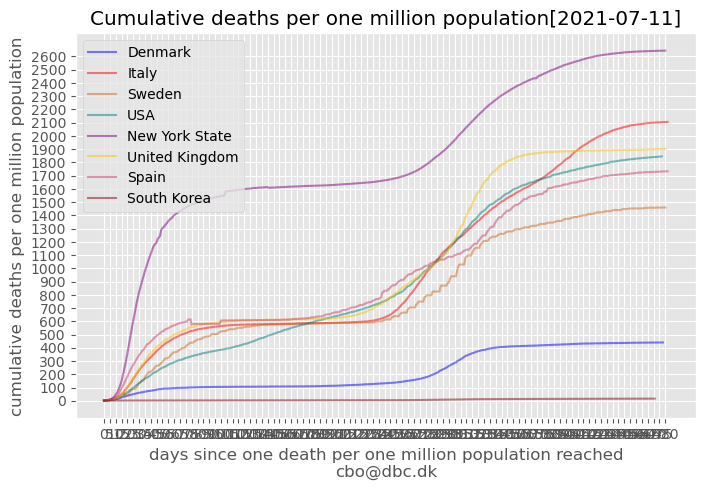 Cumulative deaths per one million population[2021-07-11]
cumulative deaths per one million population
2600
2500
2400
2300
2200
2100
2000
1900
1800
1700
1600
1500
1400
1300
1200
1100
1000
900
800
700
600
500
400
300
200
100
0
Denmark
Italy
Sweden
USA
New York State
United Kingdom
Spain
South Korea
days since one death per one million population reached
cbo@dbc.dk